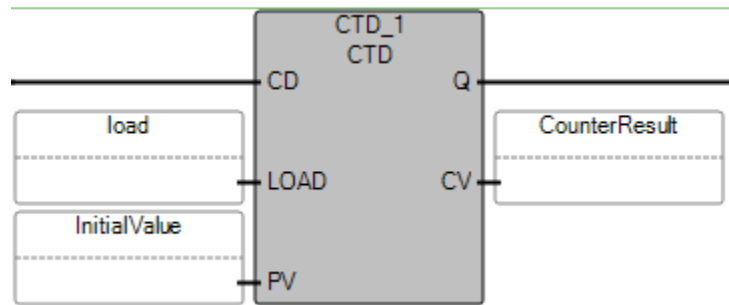 CTD_1
CTD
CD
Q
load
CounterResult
LOAD
CV
InitialValue
PV